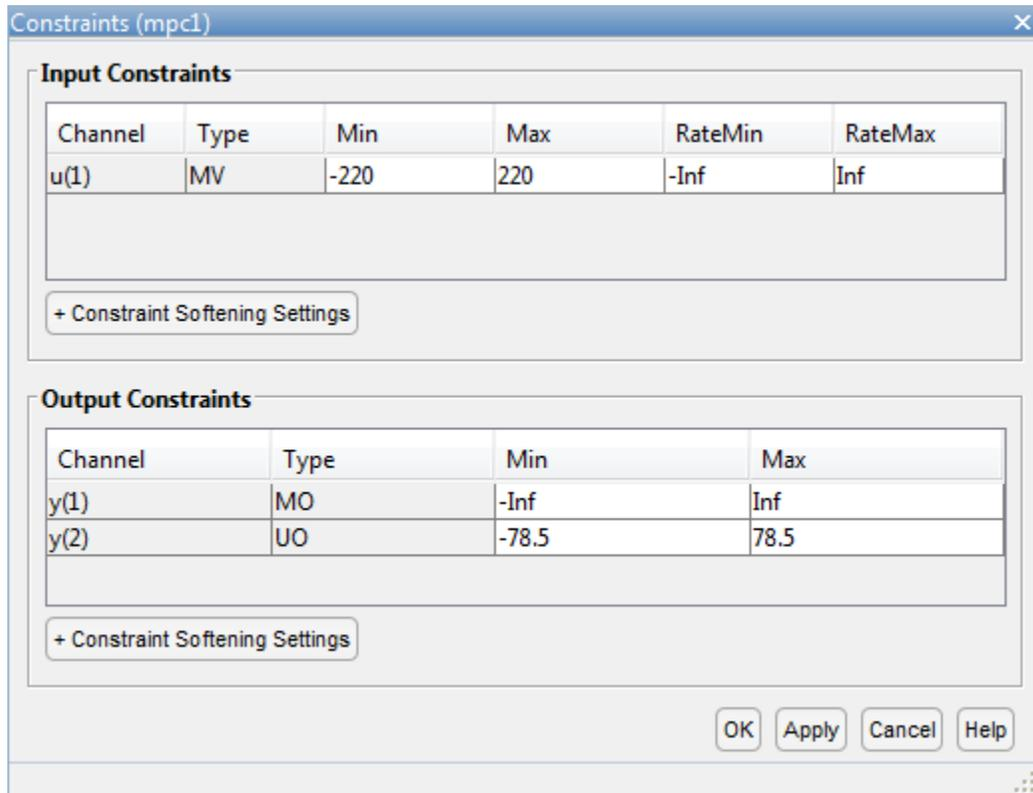 Constraints (mpc1)
Input Constraints
Channel Type Min Max RateMin RateMax
u(1) MV -220 220 -Inf Inf
+ Constraint Softening Settings
Output Constraints
Channel Type Min Max
y(1) MO -Inf Inf
y(2) UO -78.5 78.5
+ Constraint Softening Settings
OK Apply Cancel Help